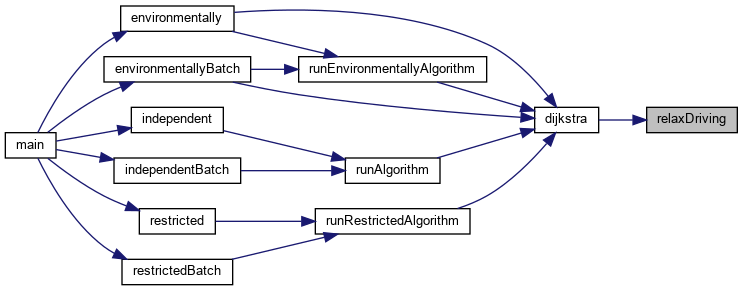 environmentally
environmentallyBatch
runEnvironmentallyAlgorithm
independent
dijkstra
relaxDriving
main
independentBatch
runAlgorithm
restricted
runRestrictedAlgorithm
restrictedBatch